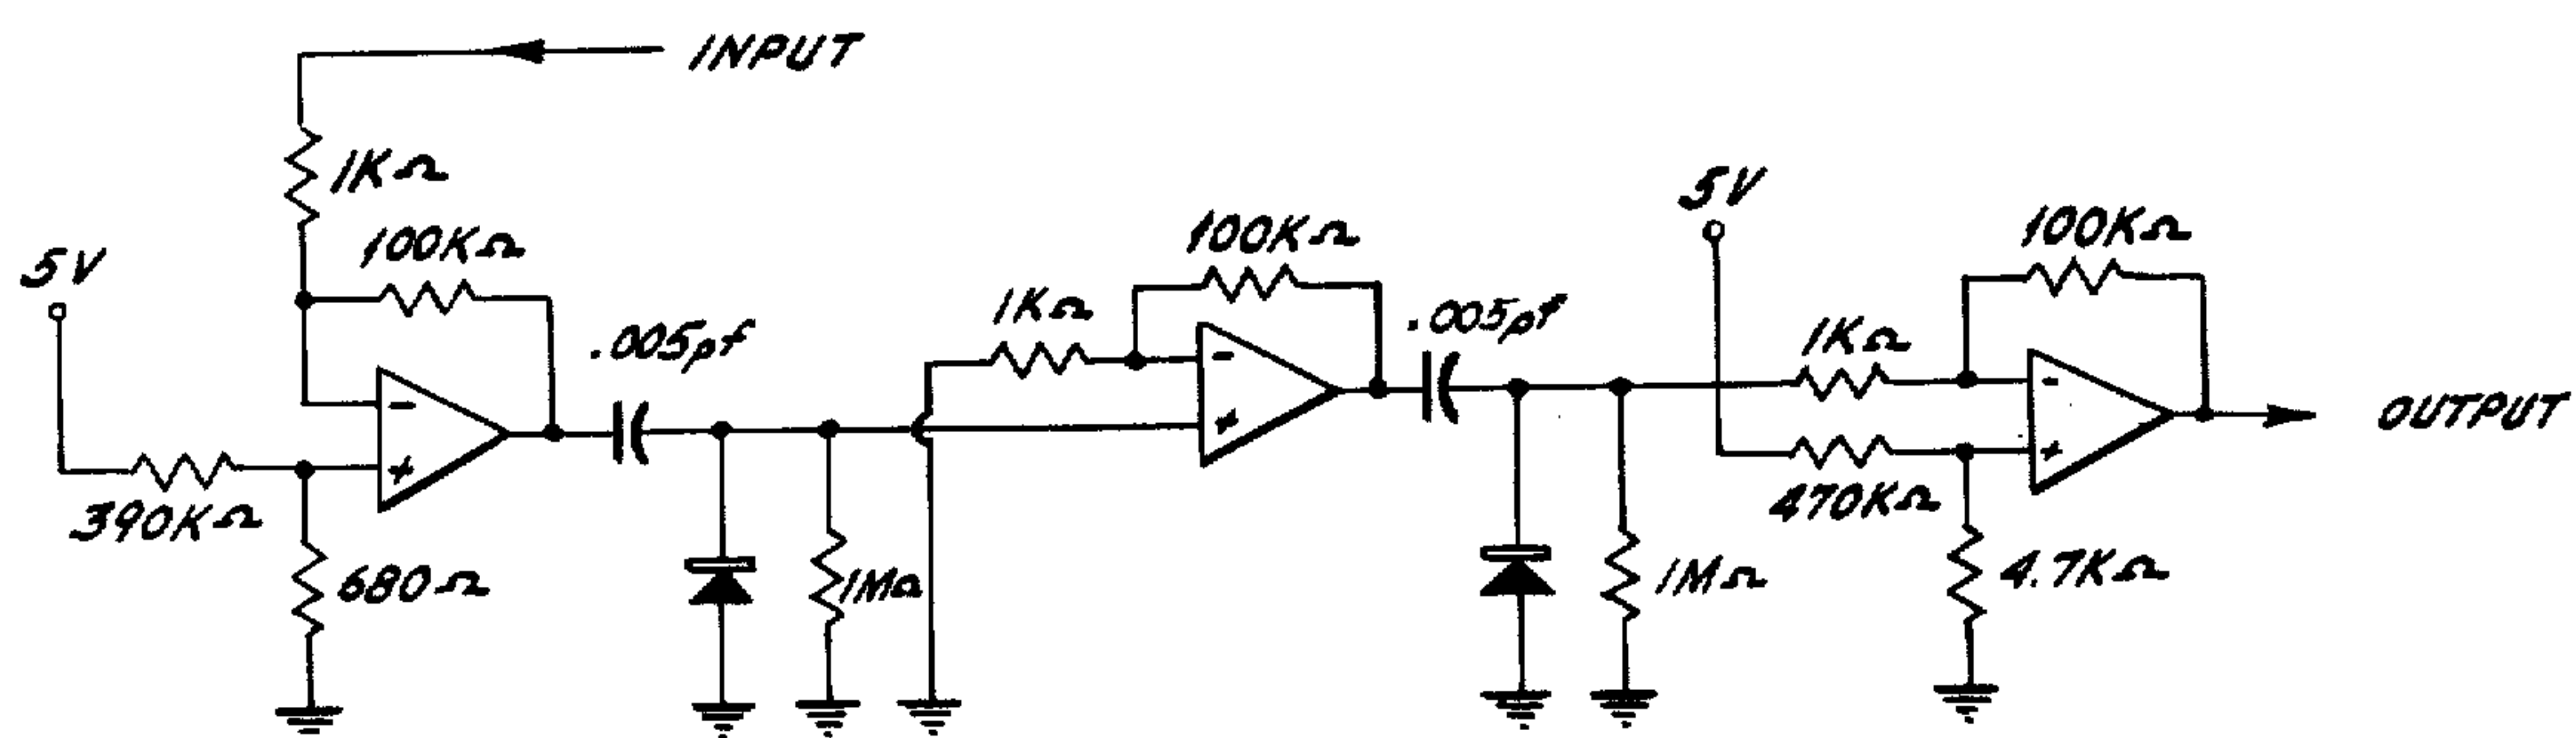 INPUT
1KΩ
100KΩ
5V
.005pf
390KΩ
680Ω
1MΩ
1KΩ
100KΩ
.005pf
5V
100KΩ
1KΩ
470KΩ
1MΩ
4.7KΩ
OUTPUT
-
+
-
+
-
+